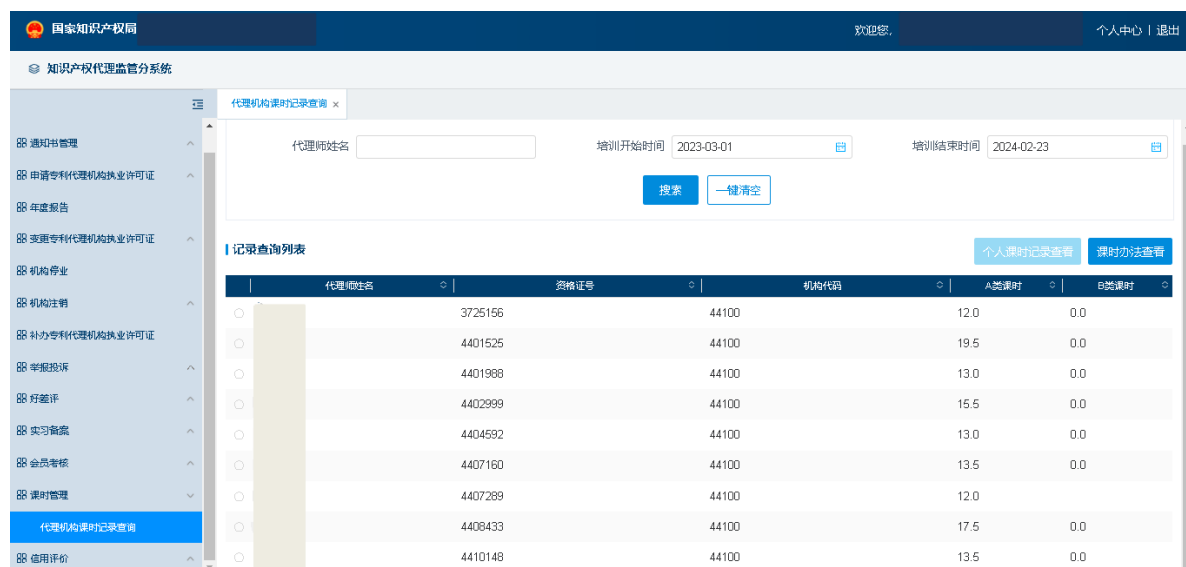 国家知识产权局 欢迎您, 个人中心 | 退出
知识产权代理监管分系统
代理机构课时记录查询 ×
通知书管理
申请专利代理机构执业许可证
年度报告
变更专利代理机构执业许可证
机构停业
机构注销
补办专利代理机构执业许可证
举报投诉
好差评
实习备案
会员考核
课时管理
代理机构课时记录查询
信用评价
代理师姓名 培训开始时间 2023-03-01 培训结束时间 2024-02-23
搜索 一键清空
记录查询列表 个人课时记录查看 课时办法查看
代理师姓名 资格证号 机构代码 A类课时 B类课时
3725156 44100 12.0 0.0
4401525 44100 19.5 0.0
4401988 44100 13.0 0.0
4402999 44100 15.5 0.0
4404592 44100 13.0 0.0
4407160 44100 13.5 0.0
4407289 44100 12.0
4408433 44100 17.5 0.0
4410148 44100 13.5 0.0